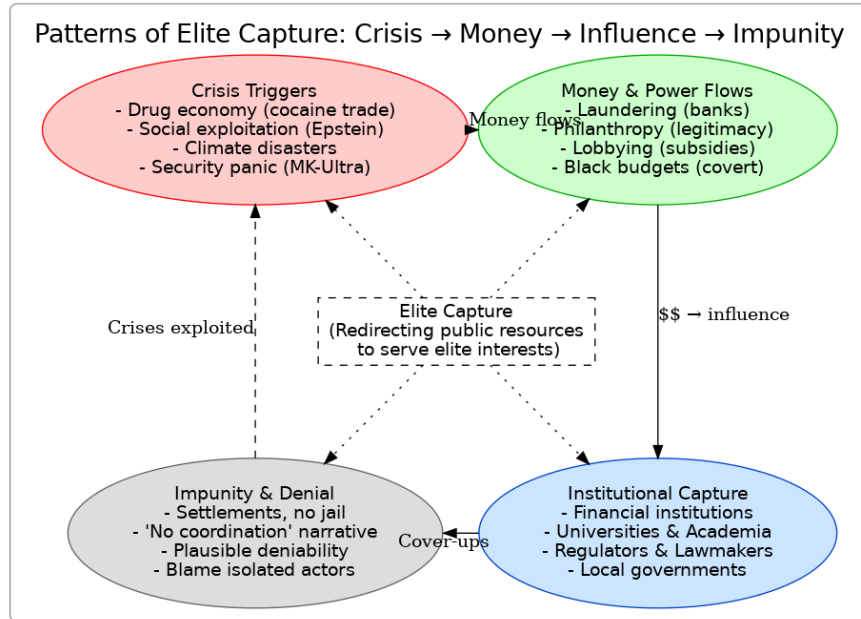 Patterns of Elite Capture: Crisis → Money → Influence → Impunity
Crisis Triggers
- Drug economy (cocaine trade)
- Social exploitation (Epstein)
- Climate disasters
- Security panic (MK-Ultra)
Money flows
Money & Power Flows
- Laundering (banks)
- Philanthropy (legitimacy)
- Lobbying (subsidies)
- Black budgets (covert)
Elite Capture
(Redirecting public resources
to serve elite interests)
Crises exploited
$$ → influence
Impunity & Denial
- Settlements, no jail
- 'No coordination' narrative
- Plausible deniability
- Blame isolated actors
Cover-ups
Institutional Capture
- Financial institutions
- Universities & Academia
- Regulators & Lawmakers
- Local governments